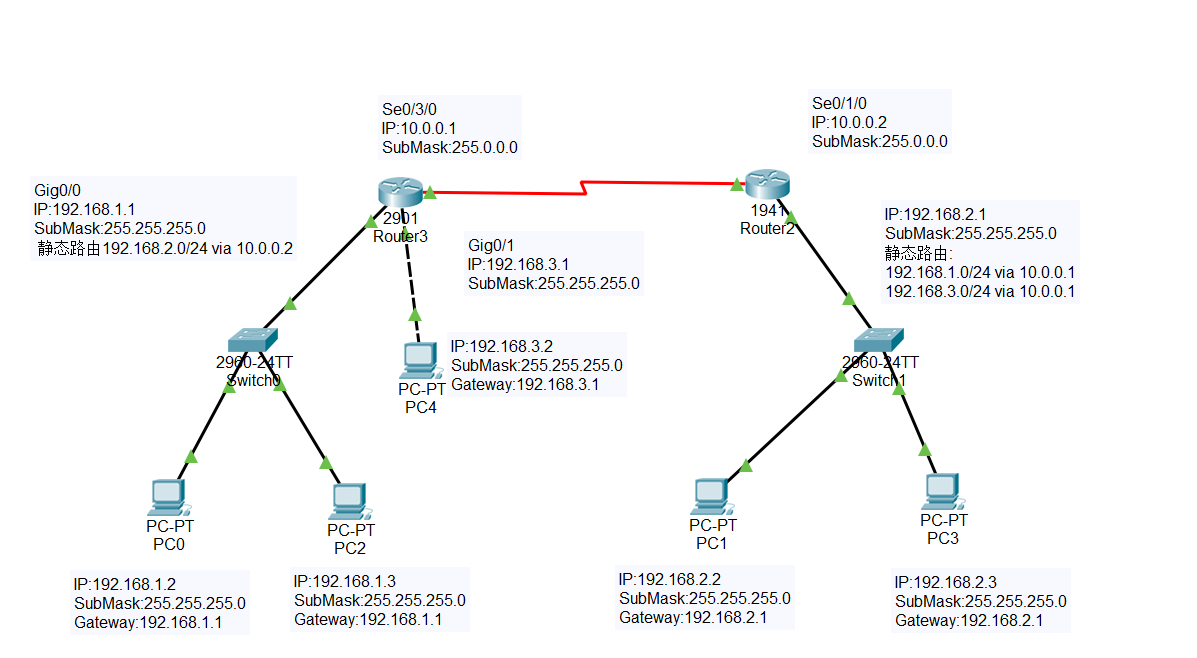 Se0/3/0
IP:10.0.0.1
SubMask:255.0.0.0
Se0/1/0
IP:10.0.0.2
SubMask:255.0.0.0
Gig0/0
IP:192.168.1.1
SubMask:255.255.255.0
静态路由192.168.2.0/24 via 10.0.0.2
2901
Router3
1941
Router2
Gig0/1
IP:192.168.3.1
SubMask:255.255.255.0
IP:192.168.2.1
SubMask:255.255.255.0
静态路由:
192.168.1.0/24 via 10.0.0.1
192.168.3.0/24 via 10.0.0.1
2960-24TT
Switch0
PC-PT
PC4
IP:192.168.3.2
SubMask:255.255.255.0
Gateway:192.168.3.1
2960-24TT
Switch1
PC-PT
PC0
PC-PT
PC2
PC-PT
PC1
PC-PT
PC3
IP:192.168.1.2
SubMask:255.255.255.0
Gateway:192.168.1.1
IP:192.168.1.3
SubMask:255.255.255.0
Gateway:192.168.1.1
IP:192.168.2.2
SubMask:255.255.255.0
Gateway:192.168.2.1
IP:192.168.2.3
SubMask:255.255.255.0
Gateway:192.168.2.1